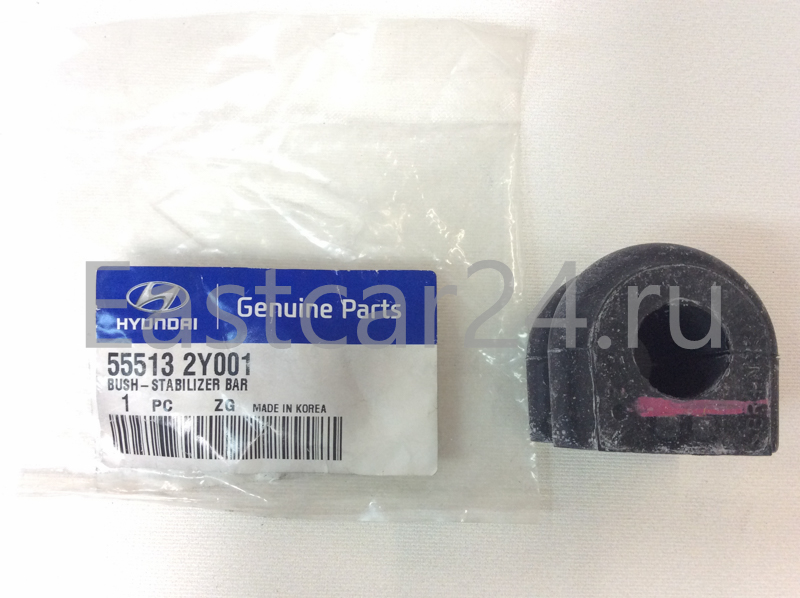 HYUNDAI
Genuine Parts
55513 2Y001
BUSH-STABILIZER BAR
1 PC ZG MADE IN KOREA
Eastcar24.ru